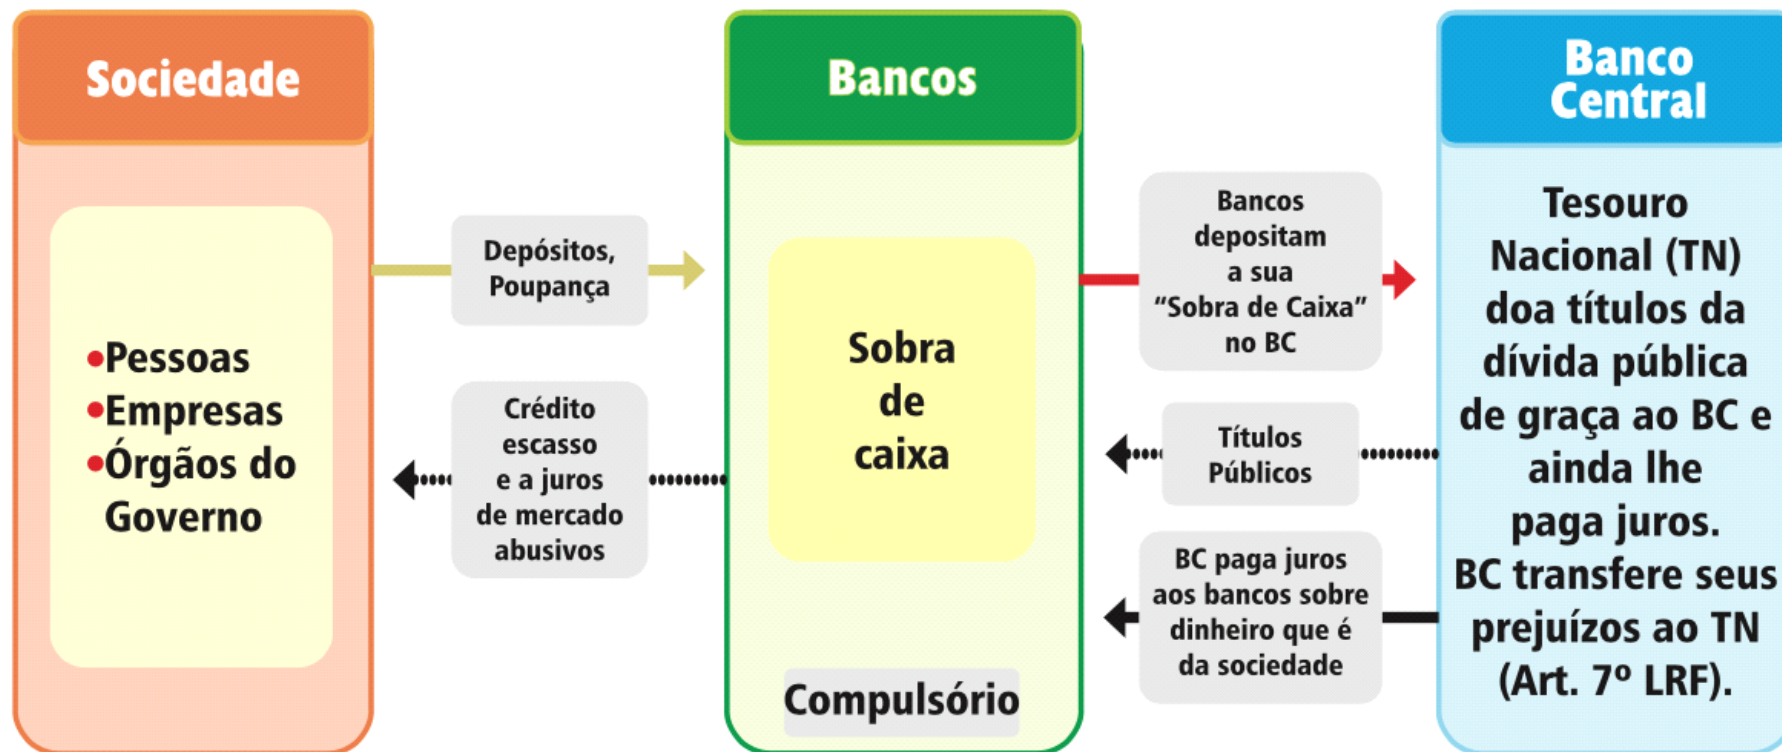 Sociedade
•Pessoas
•Empresas
•Órgãos do
Governo
Depósitos,
Poupança
Crédito
escasso
e a juros
de mercado
abusivos
Bancos
Sobra
de
caixa
Compulsório
Bancos
depositam
a sua
“Sobra de Caixa”
no BC
Títulos
Públicos
BC paga juros
aos bancos sobre
dinheiro que é
da sociedade
Banco
Central
Tesouro
Nacional (TN)
doa títulos da
dívida pública
de graça ao BC e
ainda lhe
paga juros.
BC transfere seus
prejuízos ao TN
(Art. 7º LRF).